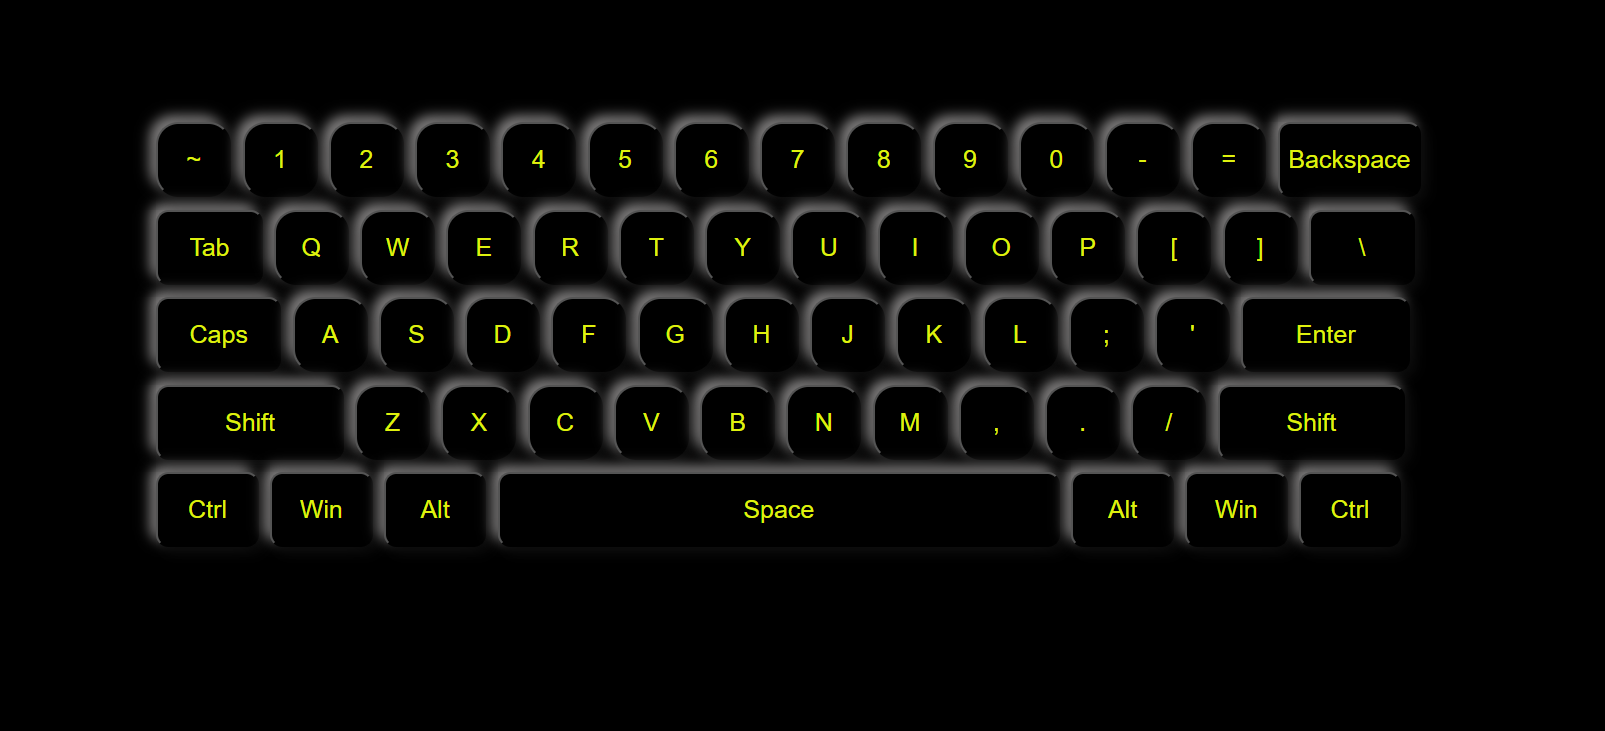 ~ 1 2 3 4 5 6 7 8 9 0 - = Backspace
Tab Q W E R T Y U I O P [ ] \
Caps A S D F G H J K L ; ' Enter
Shift Z X C V B N M , . / Shift
Ctrl Win Alt Space Alt Win Ctrl